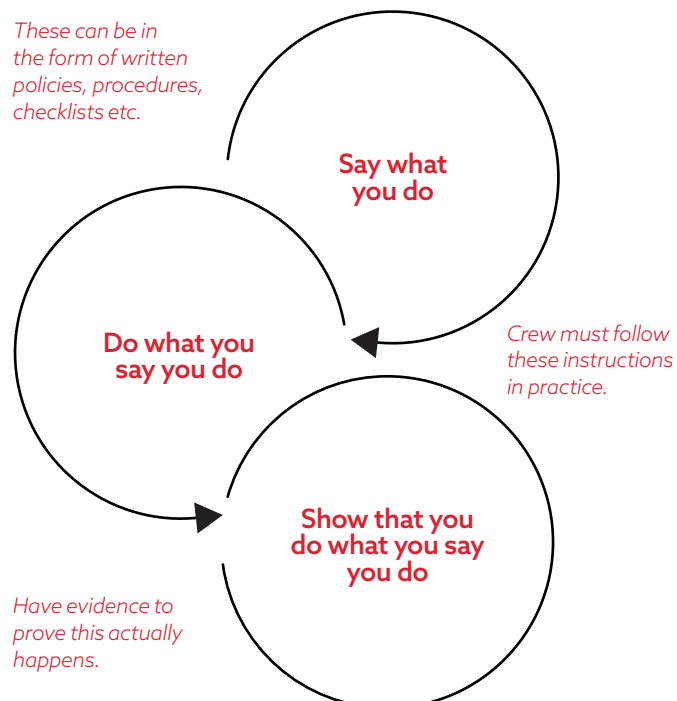 These can be in
the form of written
policies, procedures,
checklists etc.
Say what
you do
Do what you
say you do
Crew must follow
these instructions
in practice.
Show that you
do what you say
you do
Have evidence to
prove this actually
happens.